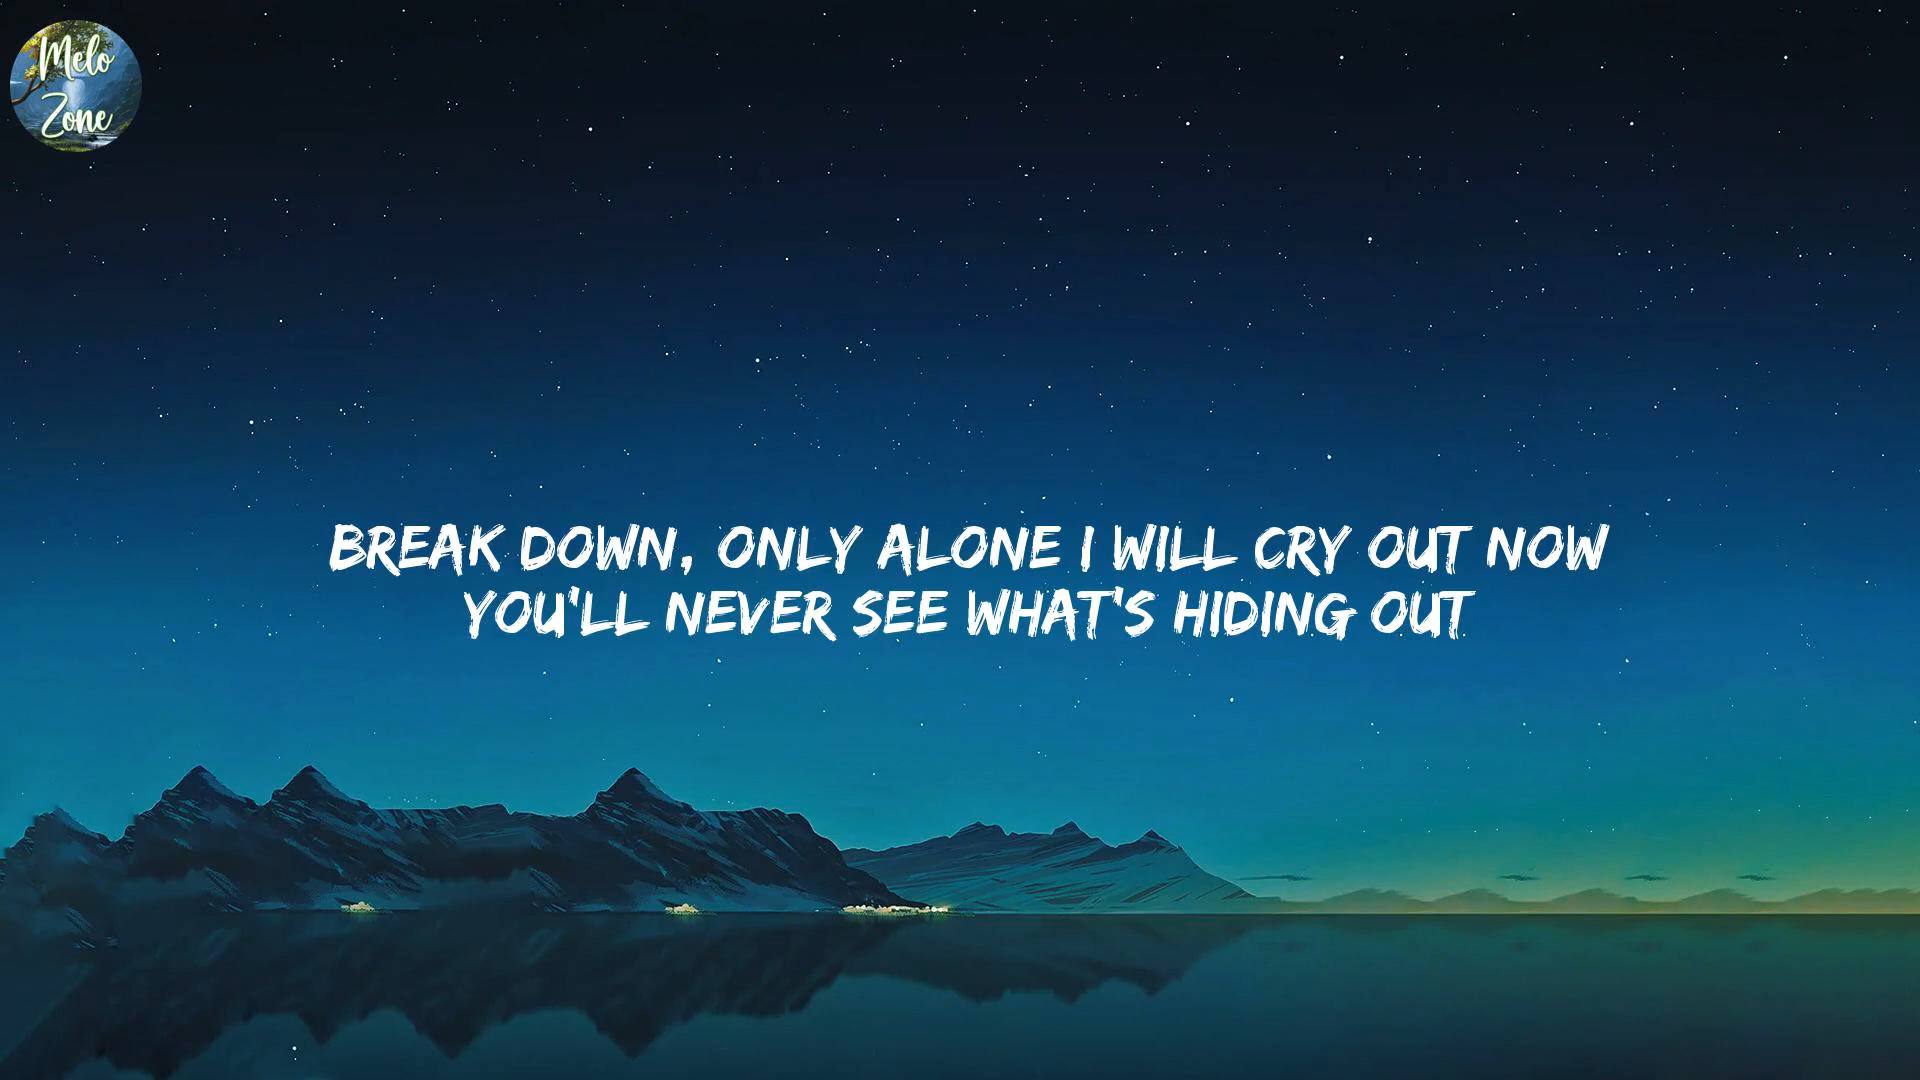 Melo
Zone
BREAK DOWN, ONLY ALONE I WILL CRY OUT NOW
YOU'LL NEVER SEE WHAT'S HIDING OUT